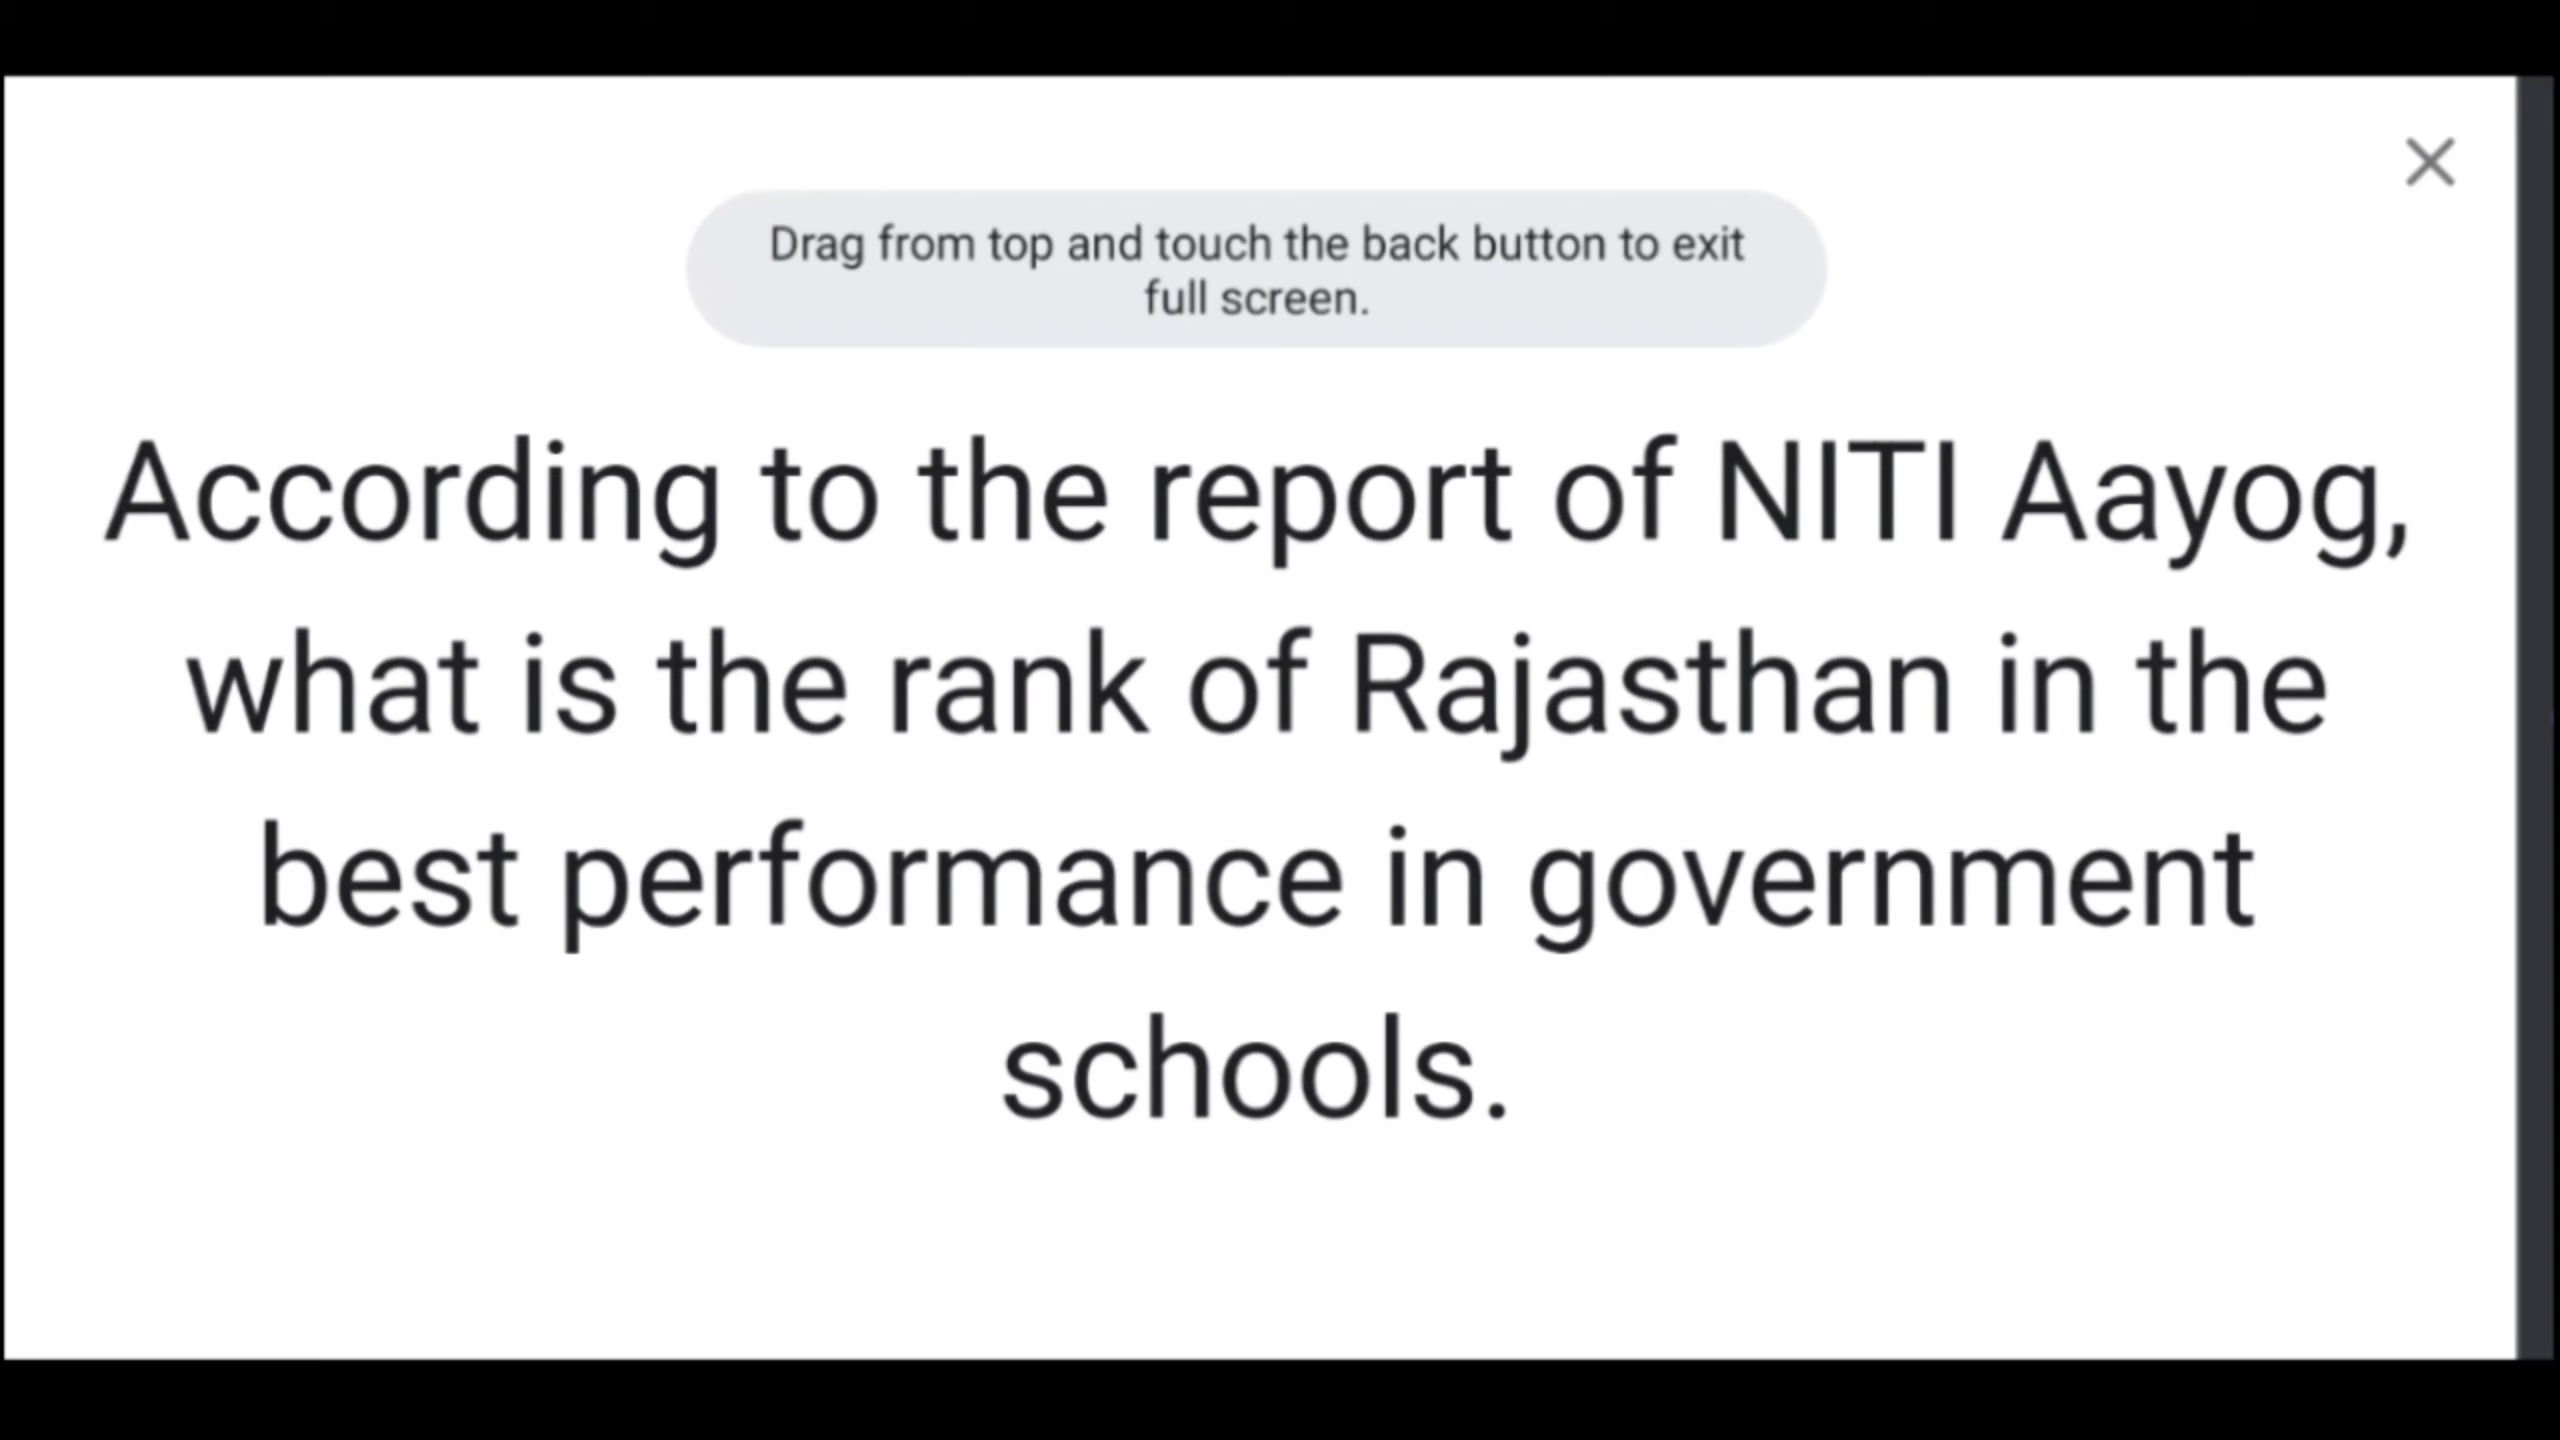 Drag from top and touch the back button to exit
full screen.
According to the report of NITI Aayog,
what is the rank of Rajasthan in the
best performance in government
schools.